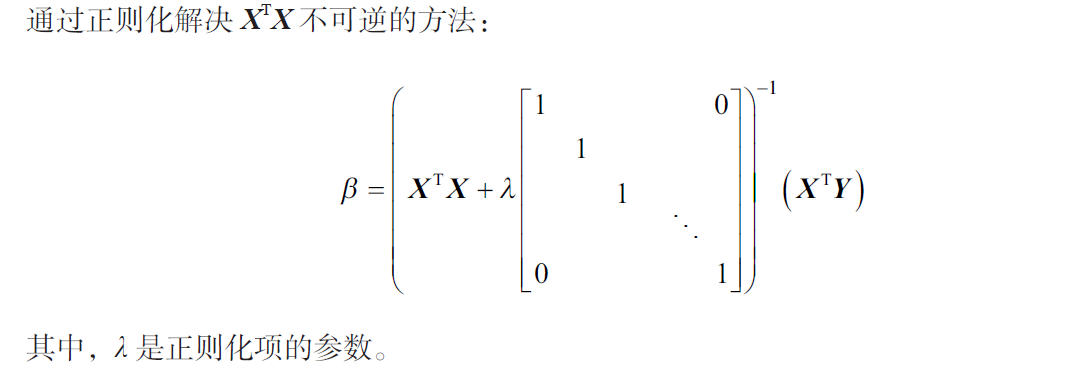 通过正则化解决 XᵀX 不可逆的方法：
β = ( XᵀX + λ [ 1 0 1 1 ⋱ 0 1 ] )⁻¹ (XᵀY)
其中，λ 是正则化项的参数。